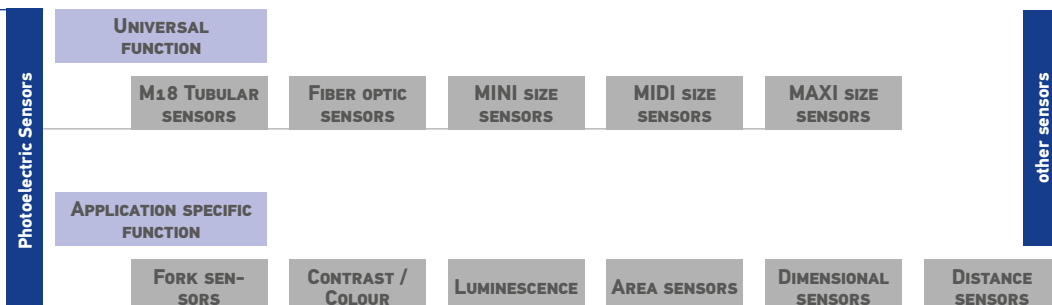 Photoelectric Sensors
Universal
function
M18 Tubular
sensors
Fiber optic
sensors
MINI size
sensors
MIDI size
sensors
MAXI size
sensors
other sensors
Application specific
function
Fork sen-
sors
Contrast /
Colour
Luminescence
Area sensors
Dimensional
sensors
Distance
sensors